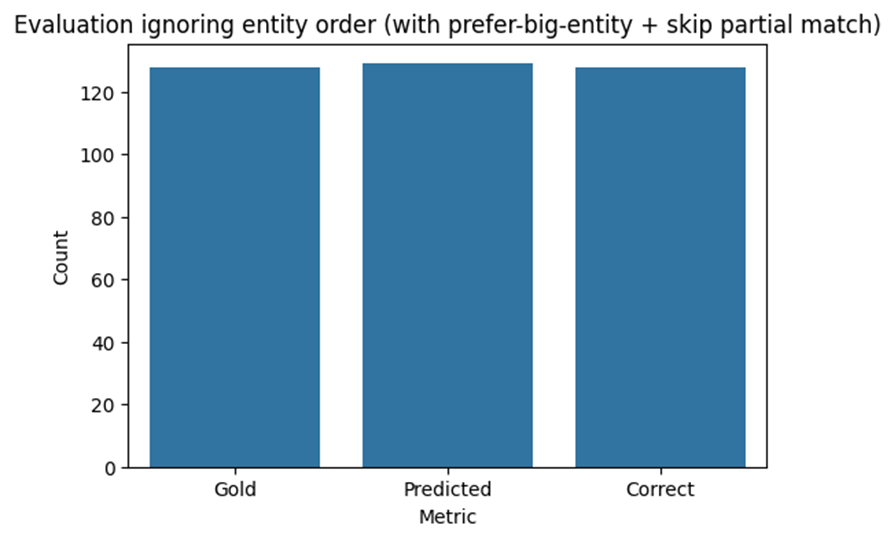 Evaluation ignoring entity order (with prefer-big-entity + skip partial match)
120
100
80
60
40
20
0
Count
Gold Predicted Correct
Metric